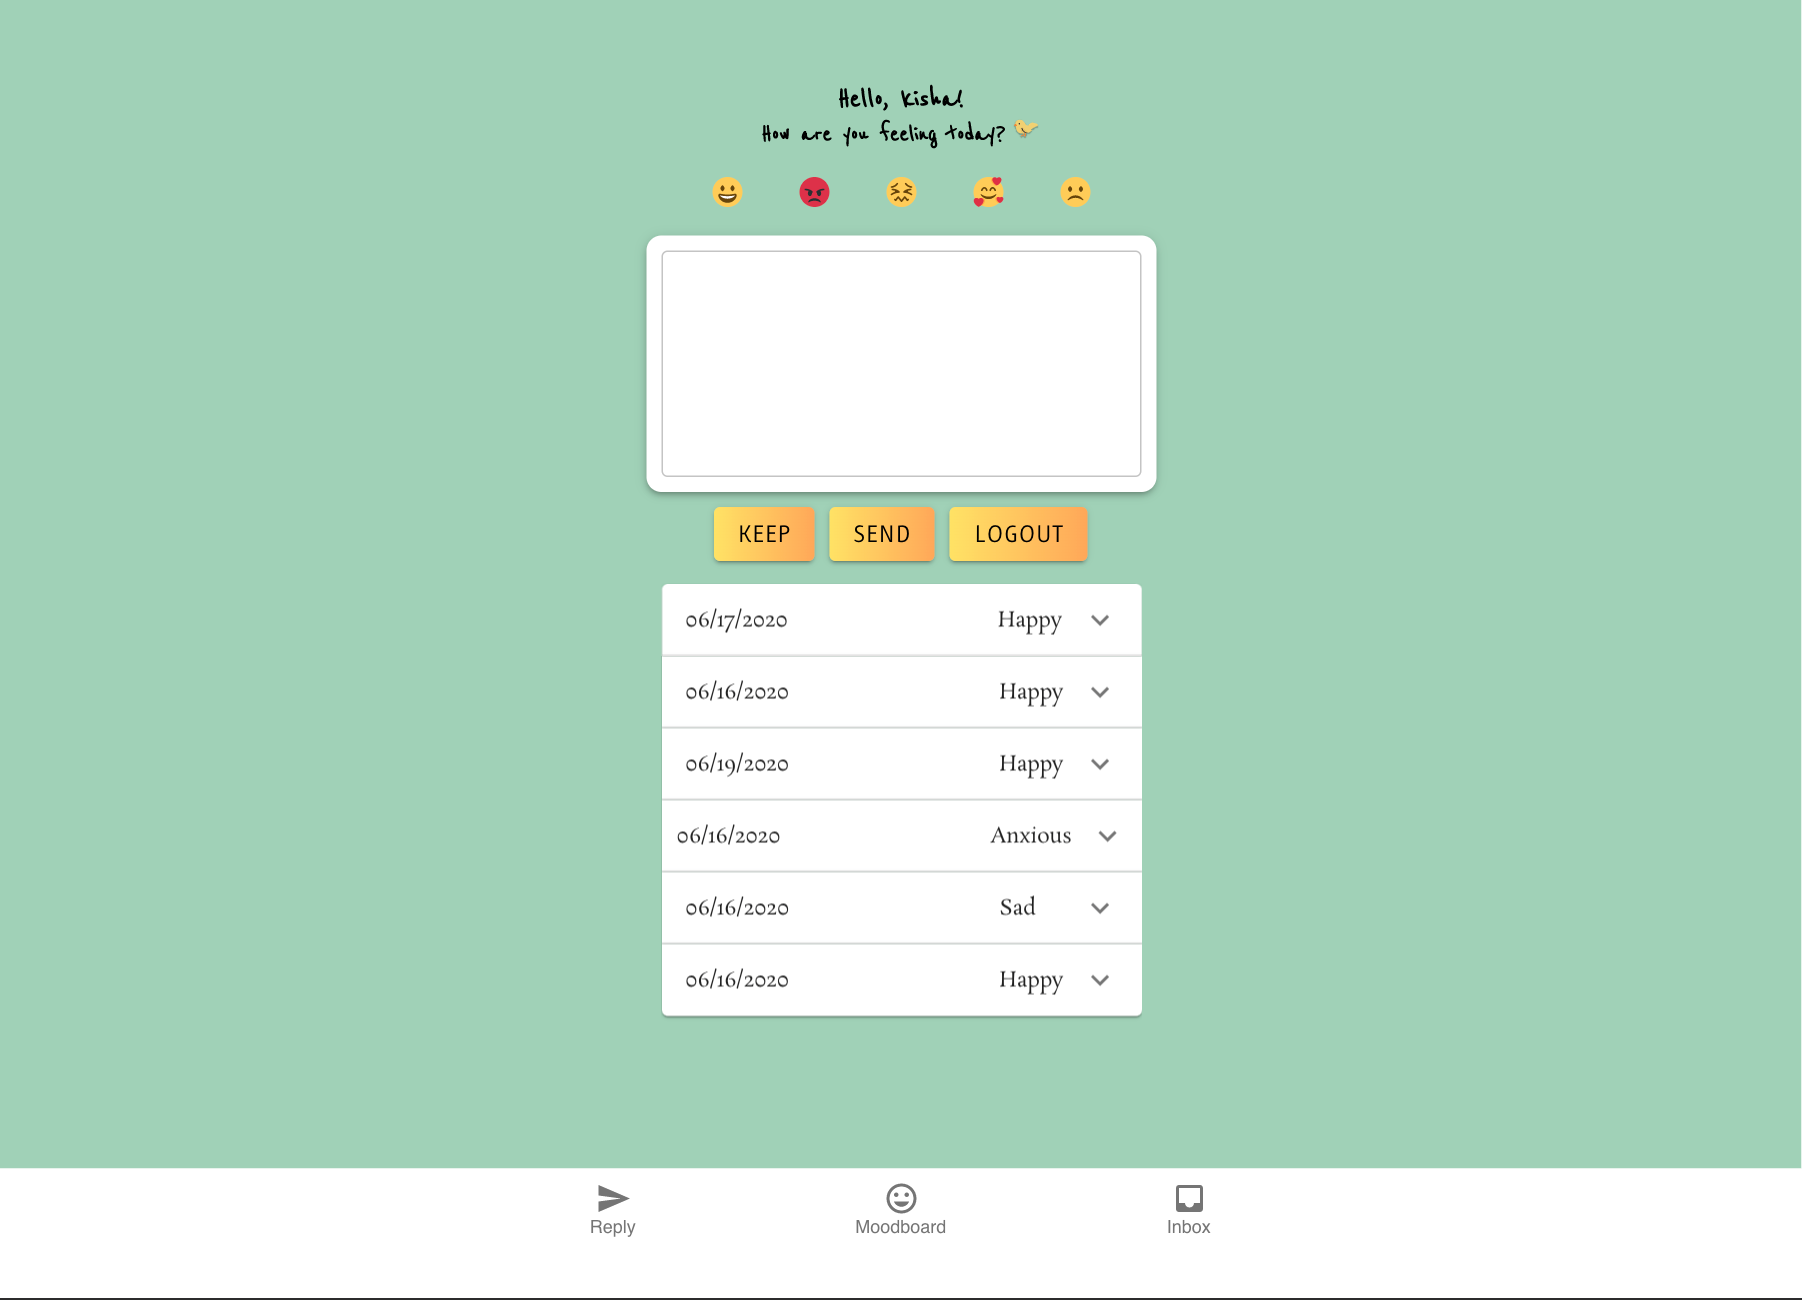 Hello, Kisha!
How are you feeling today?
KEEP SEND LOGOUT
06/17/2020 Happy
06/16/2020 Happy
06/19/2020 Happy
06/16/2020 Anxious
06/16/2020 Sad
06/16/2020 Happy
Reply Moodboard Inbox